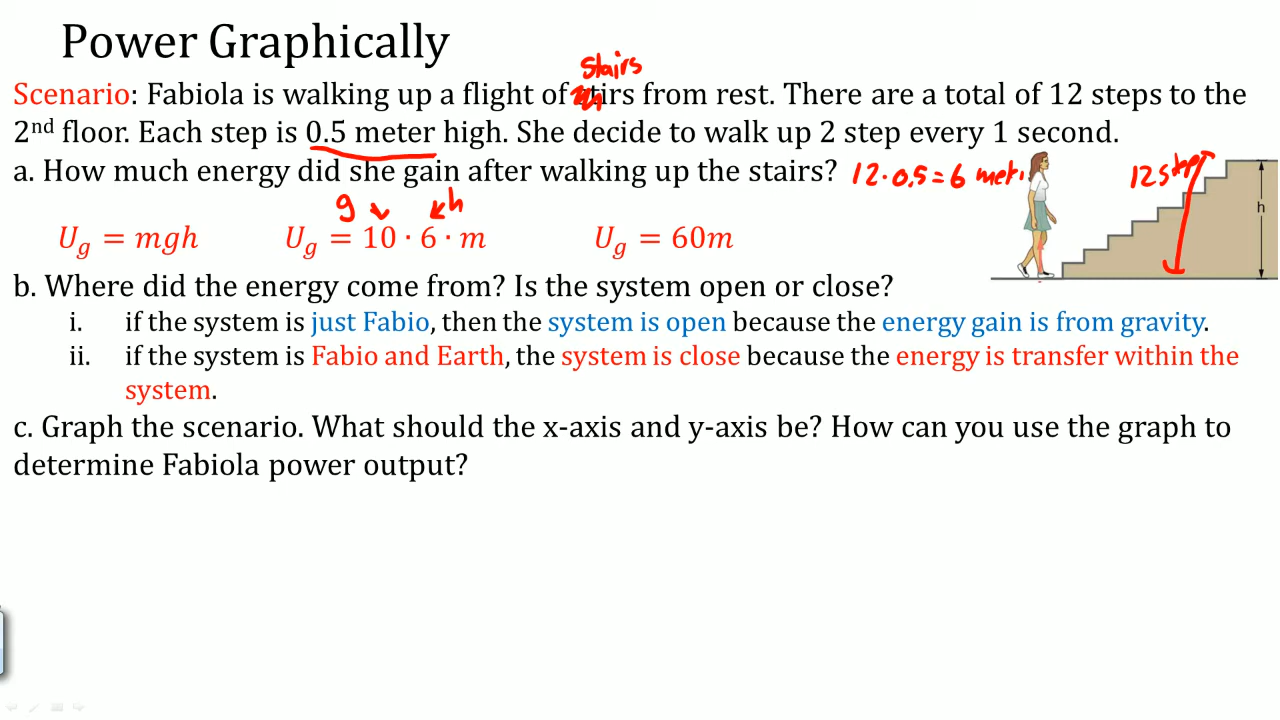 Power Graphically
stairs
Scenario: Fabiola is walking up a flight of stirs from rest. There are a total of 12 steps to the
2nd floor. Each step is 0.5 meter high. She decide to walk up 2 step every 1 second.
a. How much energy did she gain after walking up the stairs? 12·0.5=6 met. 12 step
g h
h
U_g = mgh U_g = 10 · 6 · m U_g = 60m
b. Where did the energy come from? Is the system open or close?
i. if the system is just Fabio, then the system is open because the energy gain is from gravity.
ii. if the system is Fabio and Earth, the system is close because the energy is transfer within the
system.
c. Graph the scenario. What should the x-axis and y-axis be? How can you use the graph to
determine Fabiola power output?